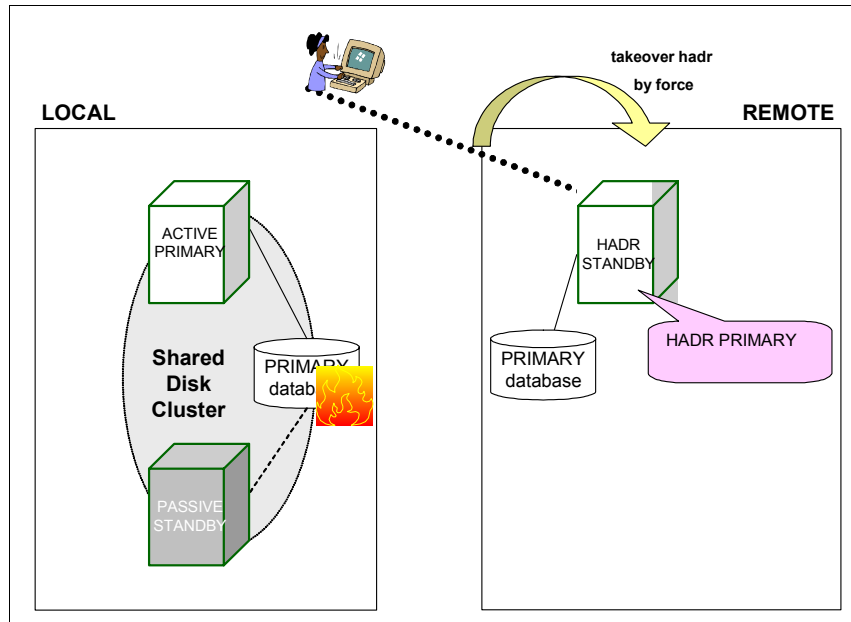 takeover hadr
by force
LOCAL
REMOTE
ACTIVE
PRIMARY
HADR
STANDBY
HADR PRIMARY
Shared
Disk
Cluster
PRIMARY
PRIMARY
database
PASSIVE
STANDBY